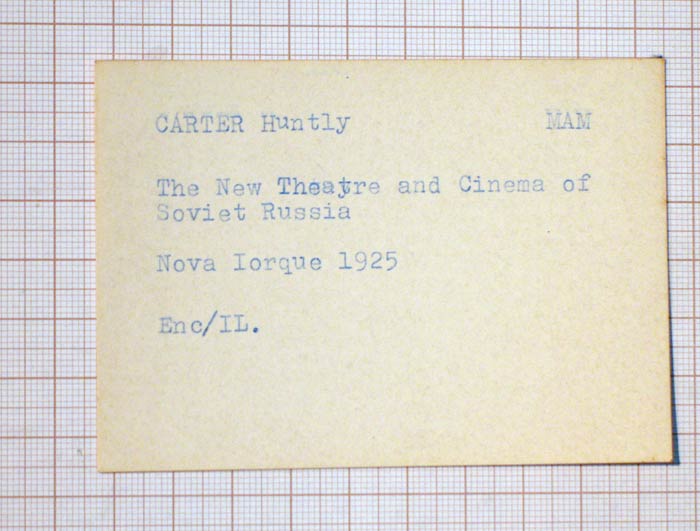 CARTER Huntly MAM
The New Theatre and Cinema of
Soviet Russia
Nova Iorque 1925
Enc/IL.